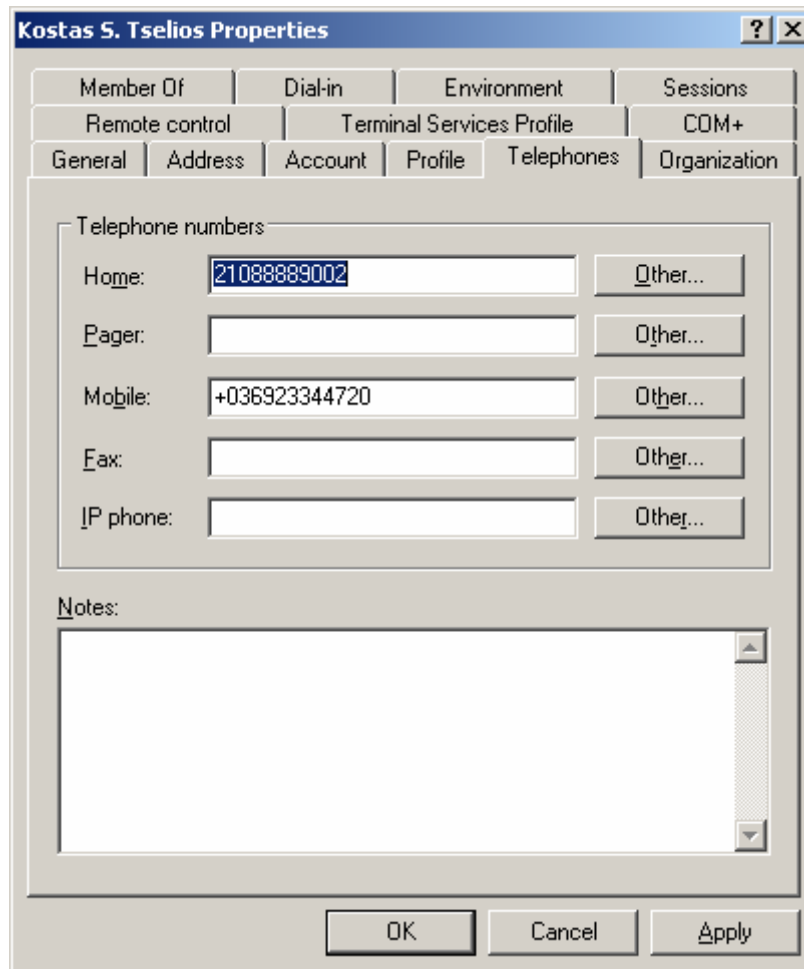 Kostas S. Tselios Properties
Member Of Dial-in Environment Sessions
Remote control Terminal Services Profile COM+
General Address Account Profile Telephones Organization
Telephone numbers
Home: 21088889002 Other...
Pager: Other...
Mobile: +036923344720 Other...
Fax: Other...
IP phone: Other...
Notes:
OK Cancel Apply